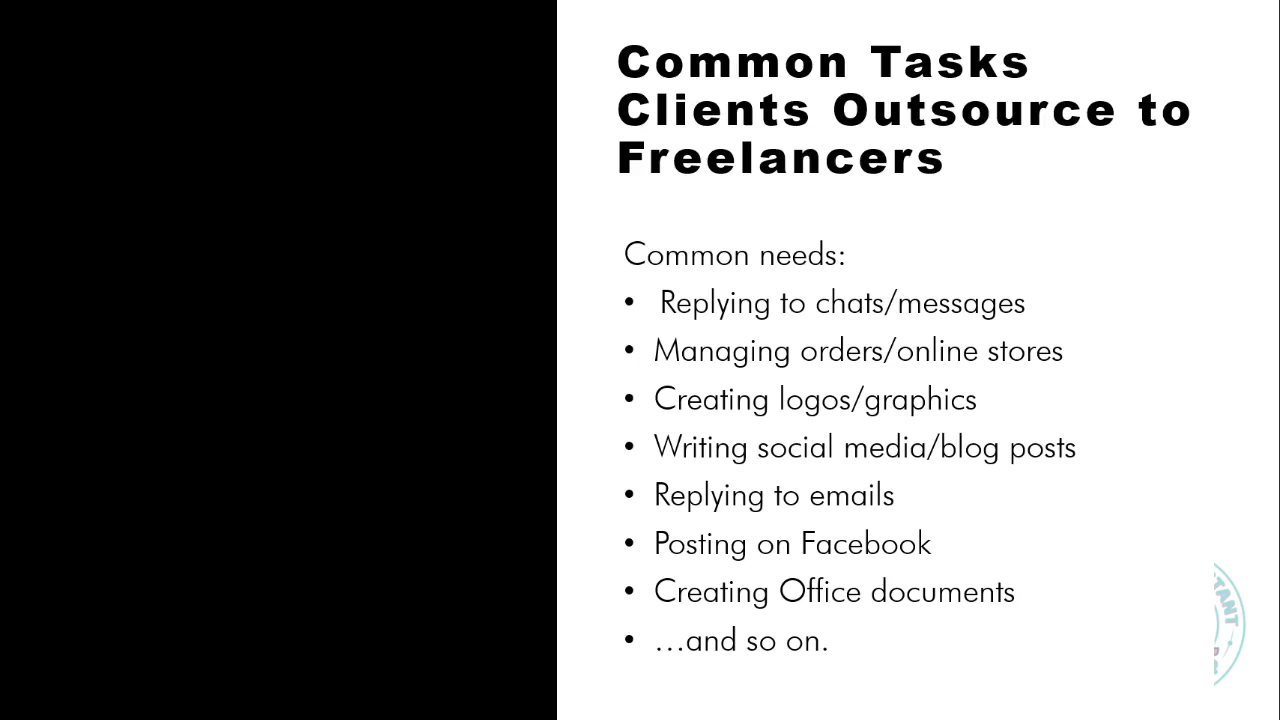 Common Tasks
Clients Outsource to
Freelancers
Common needs:
• Replying to chats/messages
• Managing orders/online stores
• Creating logos/graphics
• Writing social media/blog posts
• Replying to emails
• Posting on Facebook
• Creating Office documents
• …and so on.